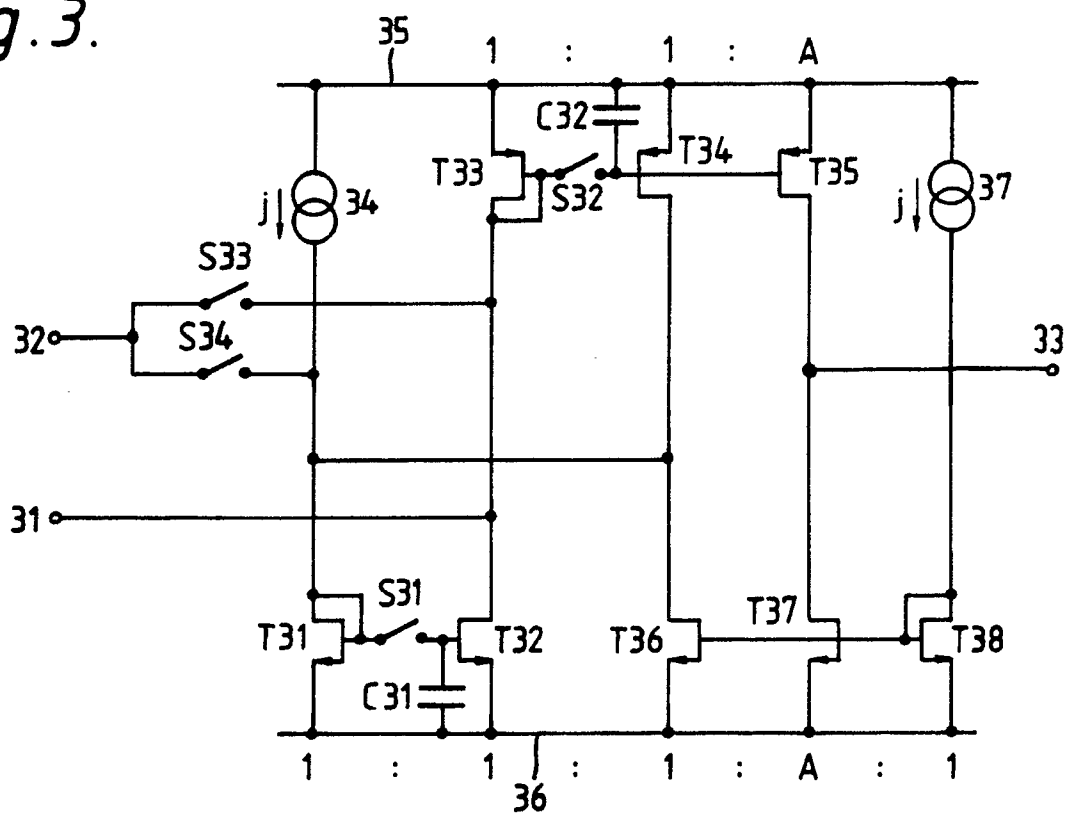 g.3.
35
1 : 1 : A
C32
T33
T34
T35
S32
j
34
j
37
S33
32
S34
33
31
S31
T31
T32
T36
T37
T38
C31
1 : 1 : 1 : A : 1
36